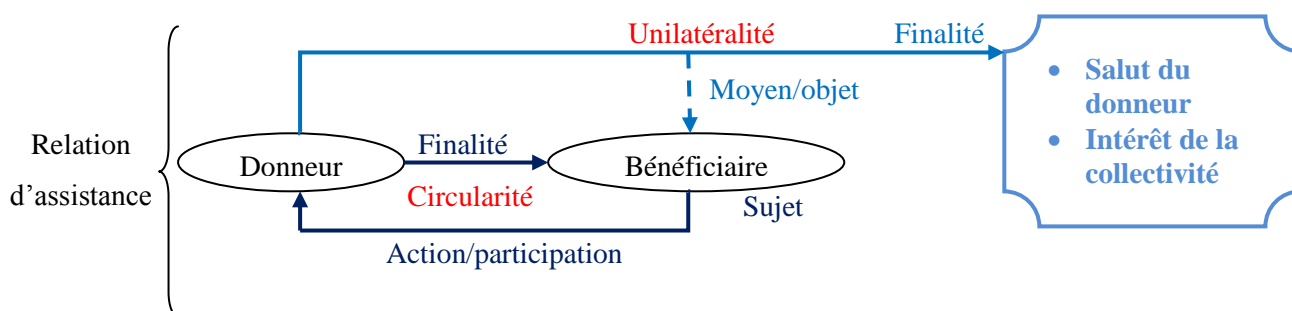 Unilatéralité
Finalité
• Salut du
donneur
• Intérêt de la
collectivité
Moyen/objet
Relation
d’assistance
Donneur
Finalité
Bénéficiaire
Circularité
Sujet
Action/participation